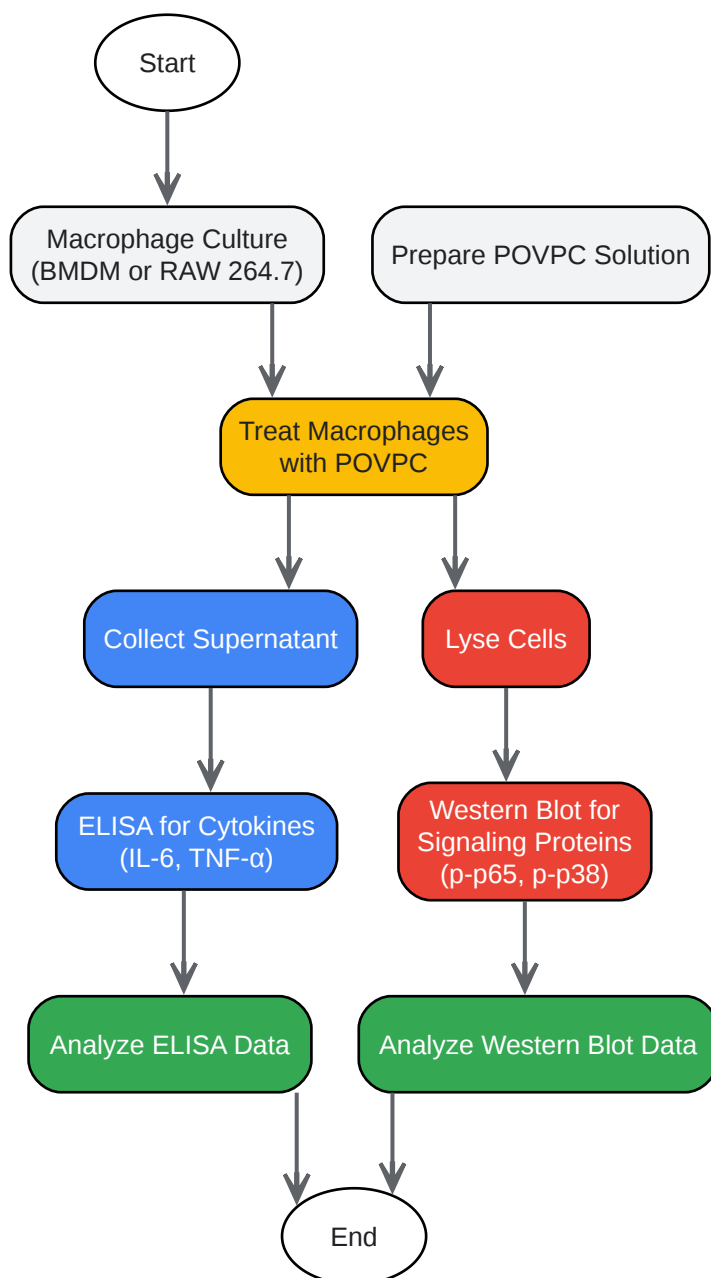 Start
Macrophage Culture
(BMDM or RAW 264.7)
Prepare POVPC Solution
Treat Macrophages
with POVPC
Collect Supernatant
Lyse Cells
ELISA for Cytokines
(IL-6, TNF-α)
Western Blot for
Signaling Proteins
(p-p65, p-p38)
Analyze ELISA Data
Analyze Western Blot Data
End